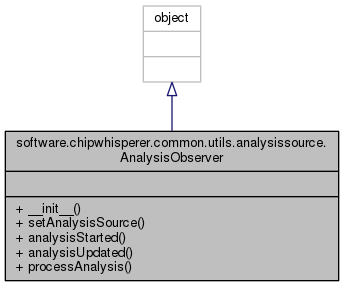 object
software.chipwhisperer.common.utils.analysissource.
AnalysisObserver
+ __init__()
+ setAnalysisSource()
+ analysisStarted()
+ analysisUpdated()
+ processAnalysis()